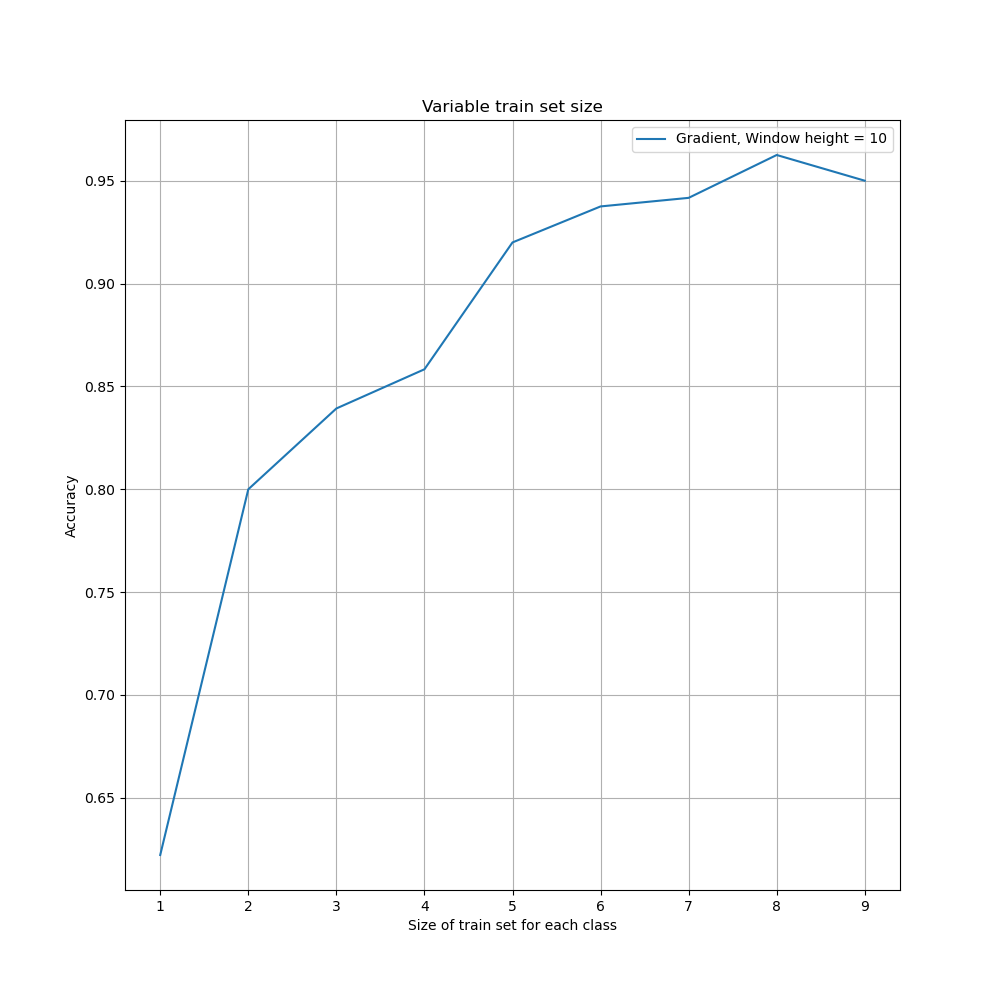 Variable train set size
Gradient, Window height = 10
0.95
0.90
0.85
0.80
0.75
0.70
0.65
Accuracy
1 2 3 4 5 6 7 8 9
Size of train set for each class